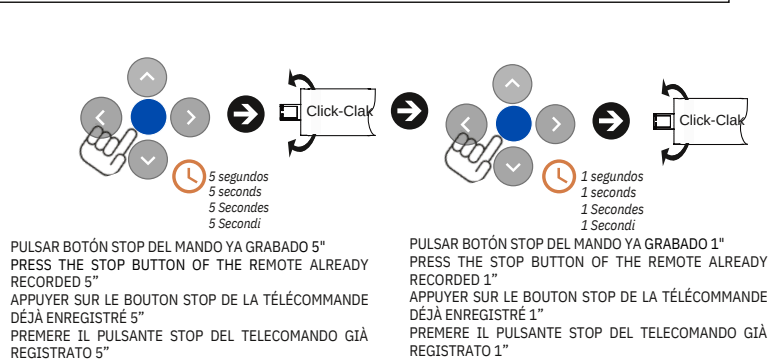 Click-Clak
5 segundos
5 seconds
5 Secondes
5 Secondi
PULSAR BOTÓN STOP DEL MANDO YA GRABADO 5"
PRESS THE STOP BUTTON OF THE REMOTE ALREADY
RECORDED 5”
APPUYER SUR LE BOUTON STOP DE LA TÉLÉCOMMANDE
DÉJÀ ENREGISTRÉ 5”
PREMERE IL PULSANTE STOP DEL TELECOMANDO GIÀ
REGISTRATO 5”
Click-Clak
1 segundos
1 seconds
1 Secondes
1 Secondi
PULSAR BOTÓN STOP DEL MANDO YA GRABADO 1"
PRESS THE STOP BUTTON OF THE REMOTE ALREADY
RECORDED 1”
APPUYER SUR LE BOUTON STOP DE LA TÉLÉCOMMANDE
DÉJÀ ENREGISTRÉ 1”
PREMERE IL PULSANTE STOP DEL TELECOMANDO GIÀ
REGISTRATO 1”